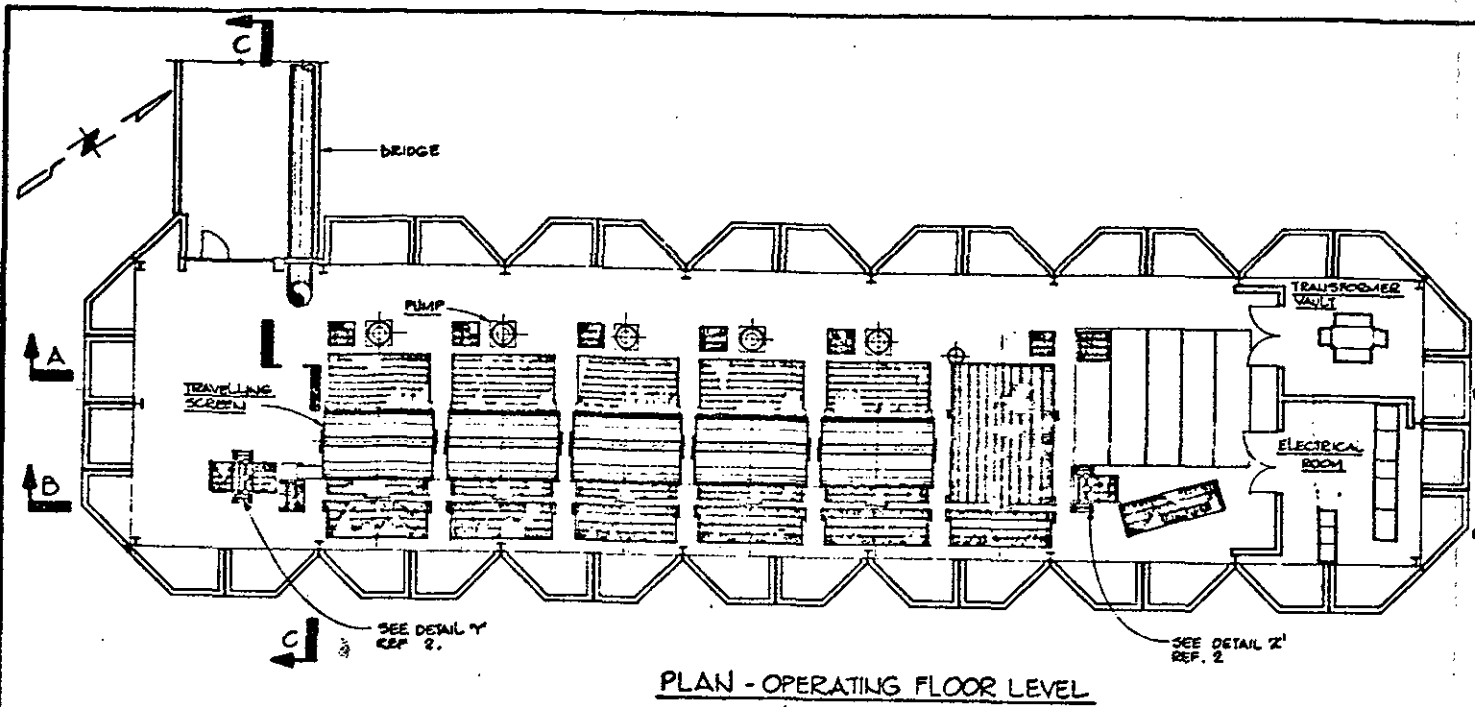 C
BRIDGE
TRANSFORMER
VAULT
PUMP
A
TRAVELLING
SCREEN
ELECTRICAL
ROOM
B
C
SEE DETAIL 'Y'
REF 2.
SEE DETAIL 'Z'
REF. 2
PLAN - OPERATING FLOOR LEVEL